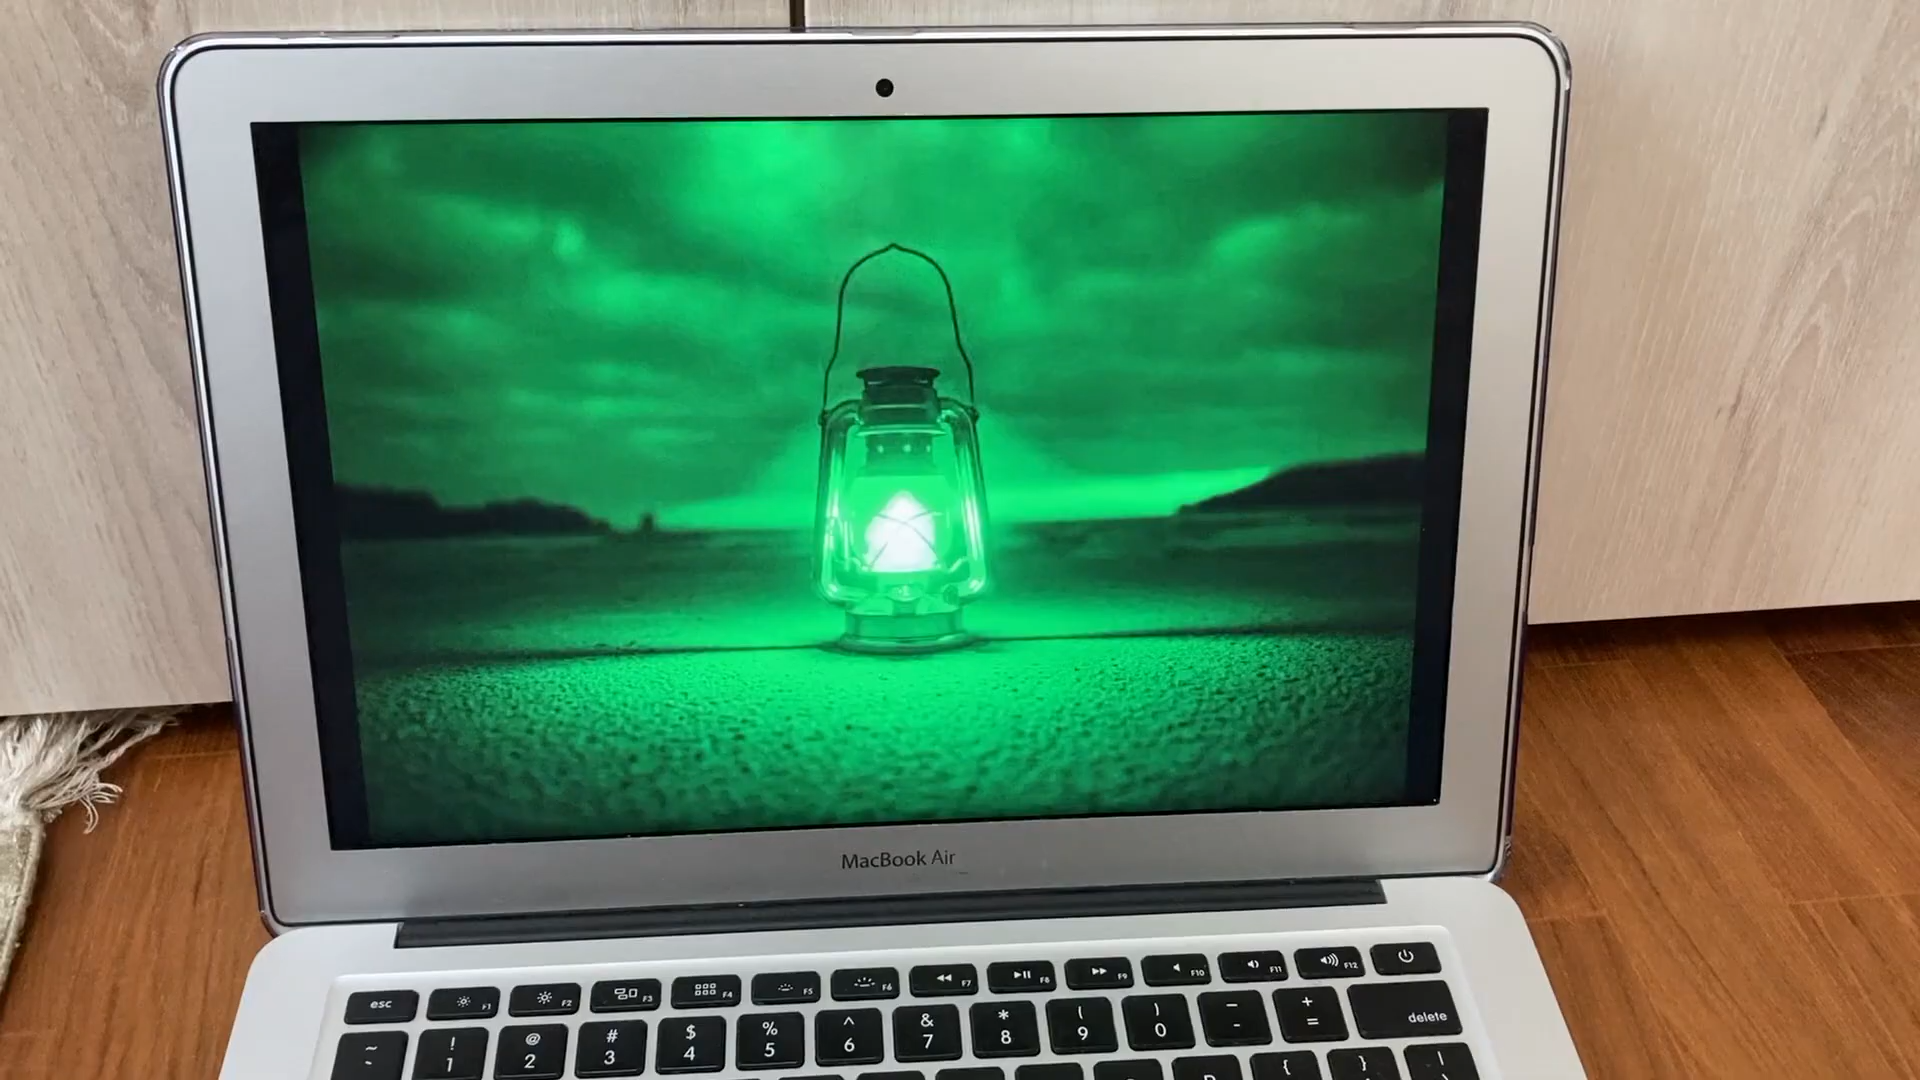 MacBook Air
esc F1 F2 F3 F4 F5 F6 F7 F8 F9 F10 F11 F12
~ ! @ # $ % ^ & * ( ) – +
` 1 2 3 4 5 6 7 8 9 0 - = delete
{ } |